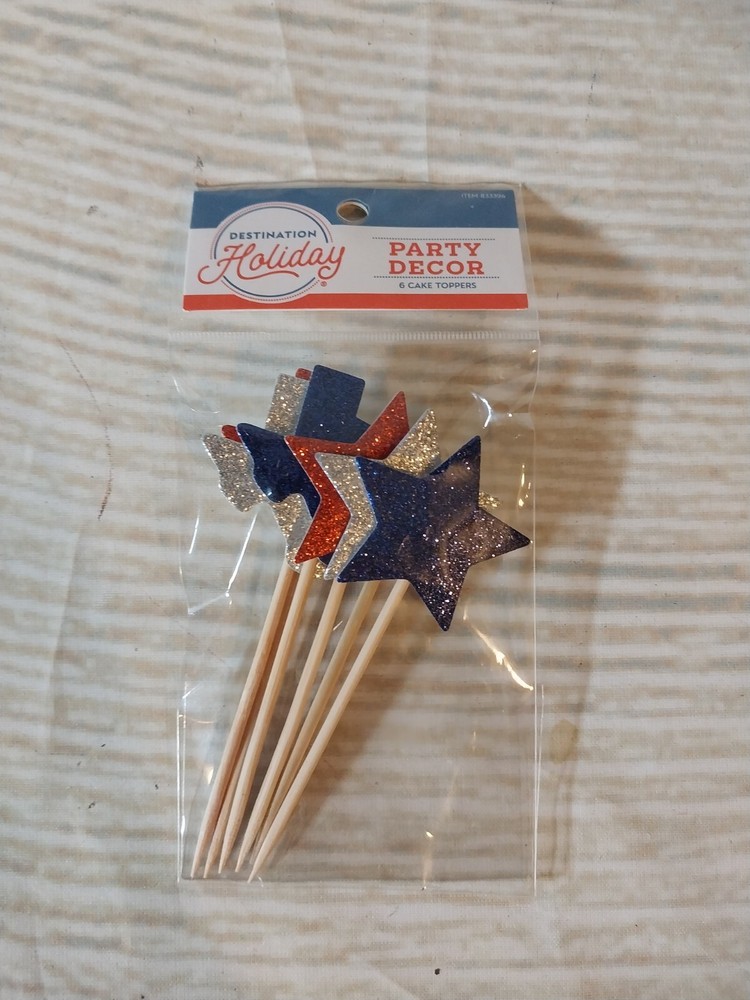 DESTINATION
Holiday
®
PARTY
DECOR
6 CAKE TOPPERS